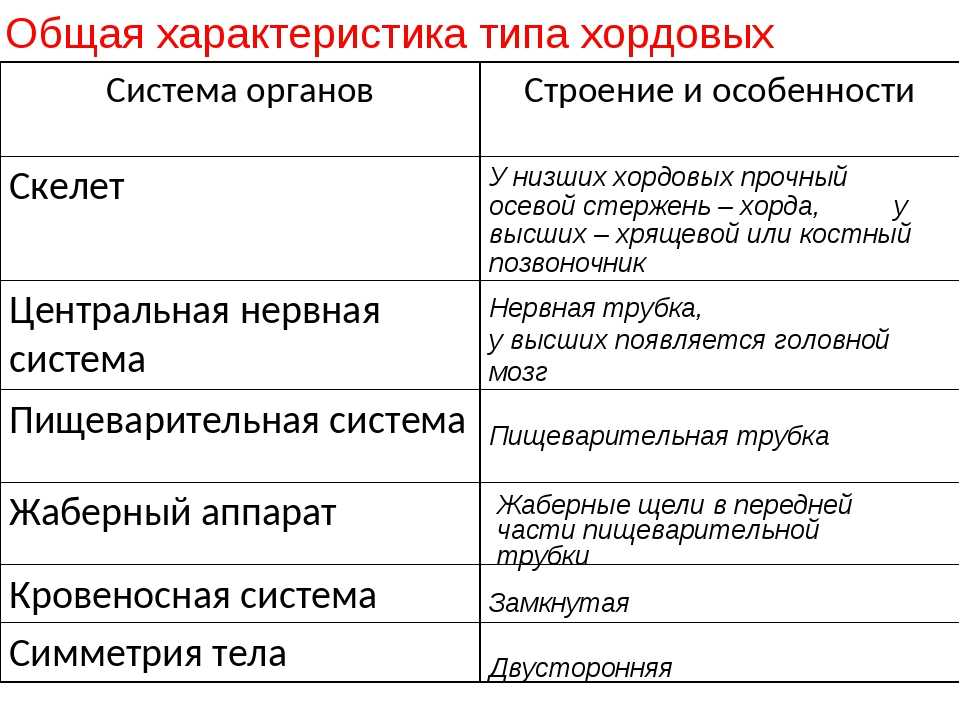 Общая характеристика типа хордовых
Система органов
Строение и особенности
Скелет
У низших хордовых прочный
осевой стержень – хорда, у
высших – хрящевой или костный
позвоночник
Центральная нервная
система
Нервная трубка,
у высших появляется головной
мозг
Пищеварительная система
Пищеварительная трубка
Жаберный аппарат
Жаберные щели в передней
части пищеварительной
трубки
Кровеносная система
Замкнутая
Симметрия тела
Двусторонняя